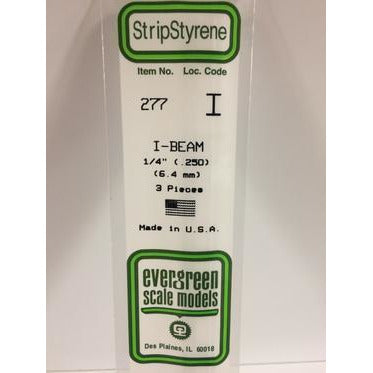 StripStyrene
Item No. Loc. Code
277 I
I-BEAM
1/4" (.250)
(6.4 mm)
3 Pieces
Made in U.S.A.
evergreen
scale models
Des Plaines, IL 60018